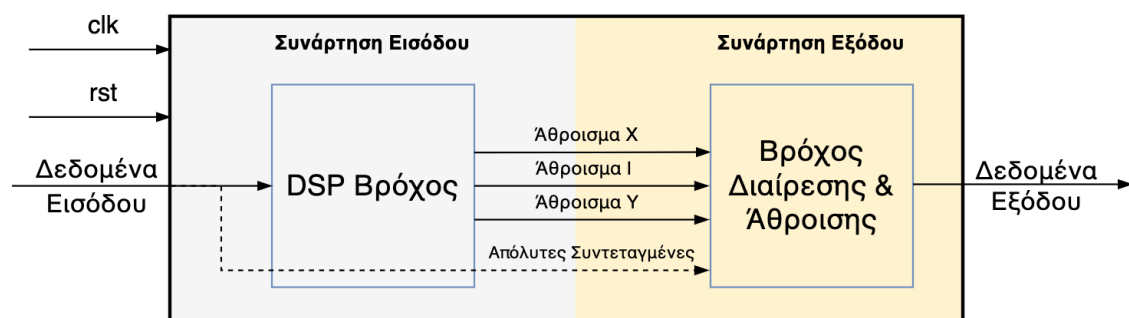 clk
rst
Δεδομένα
Εισόδου
Συνάρτηση Εισόδου
DSP Βρόχος
Άθροισμα X
Άθροισμα I
Άθροισμα Y
Απόλυτες Συντεταγμένες
Συνάρτηση Εξόδου
Βρόχος
Διαίρεσης &
Άθροισης
Δεδομένα
Εξόδου